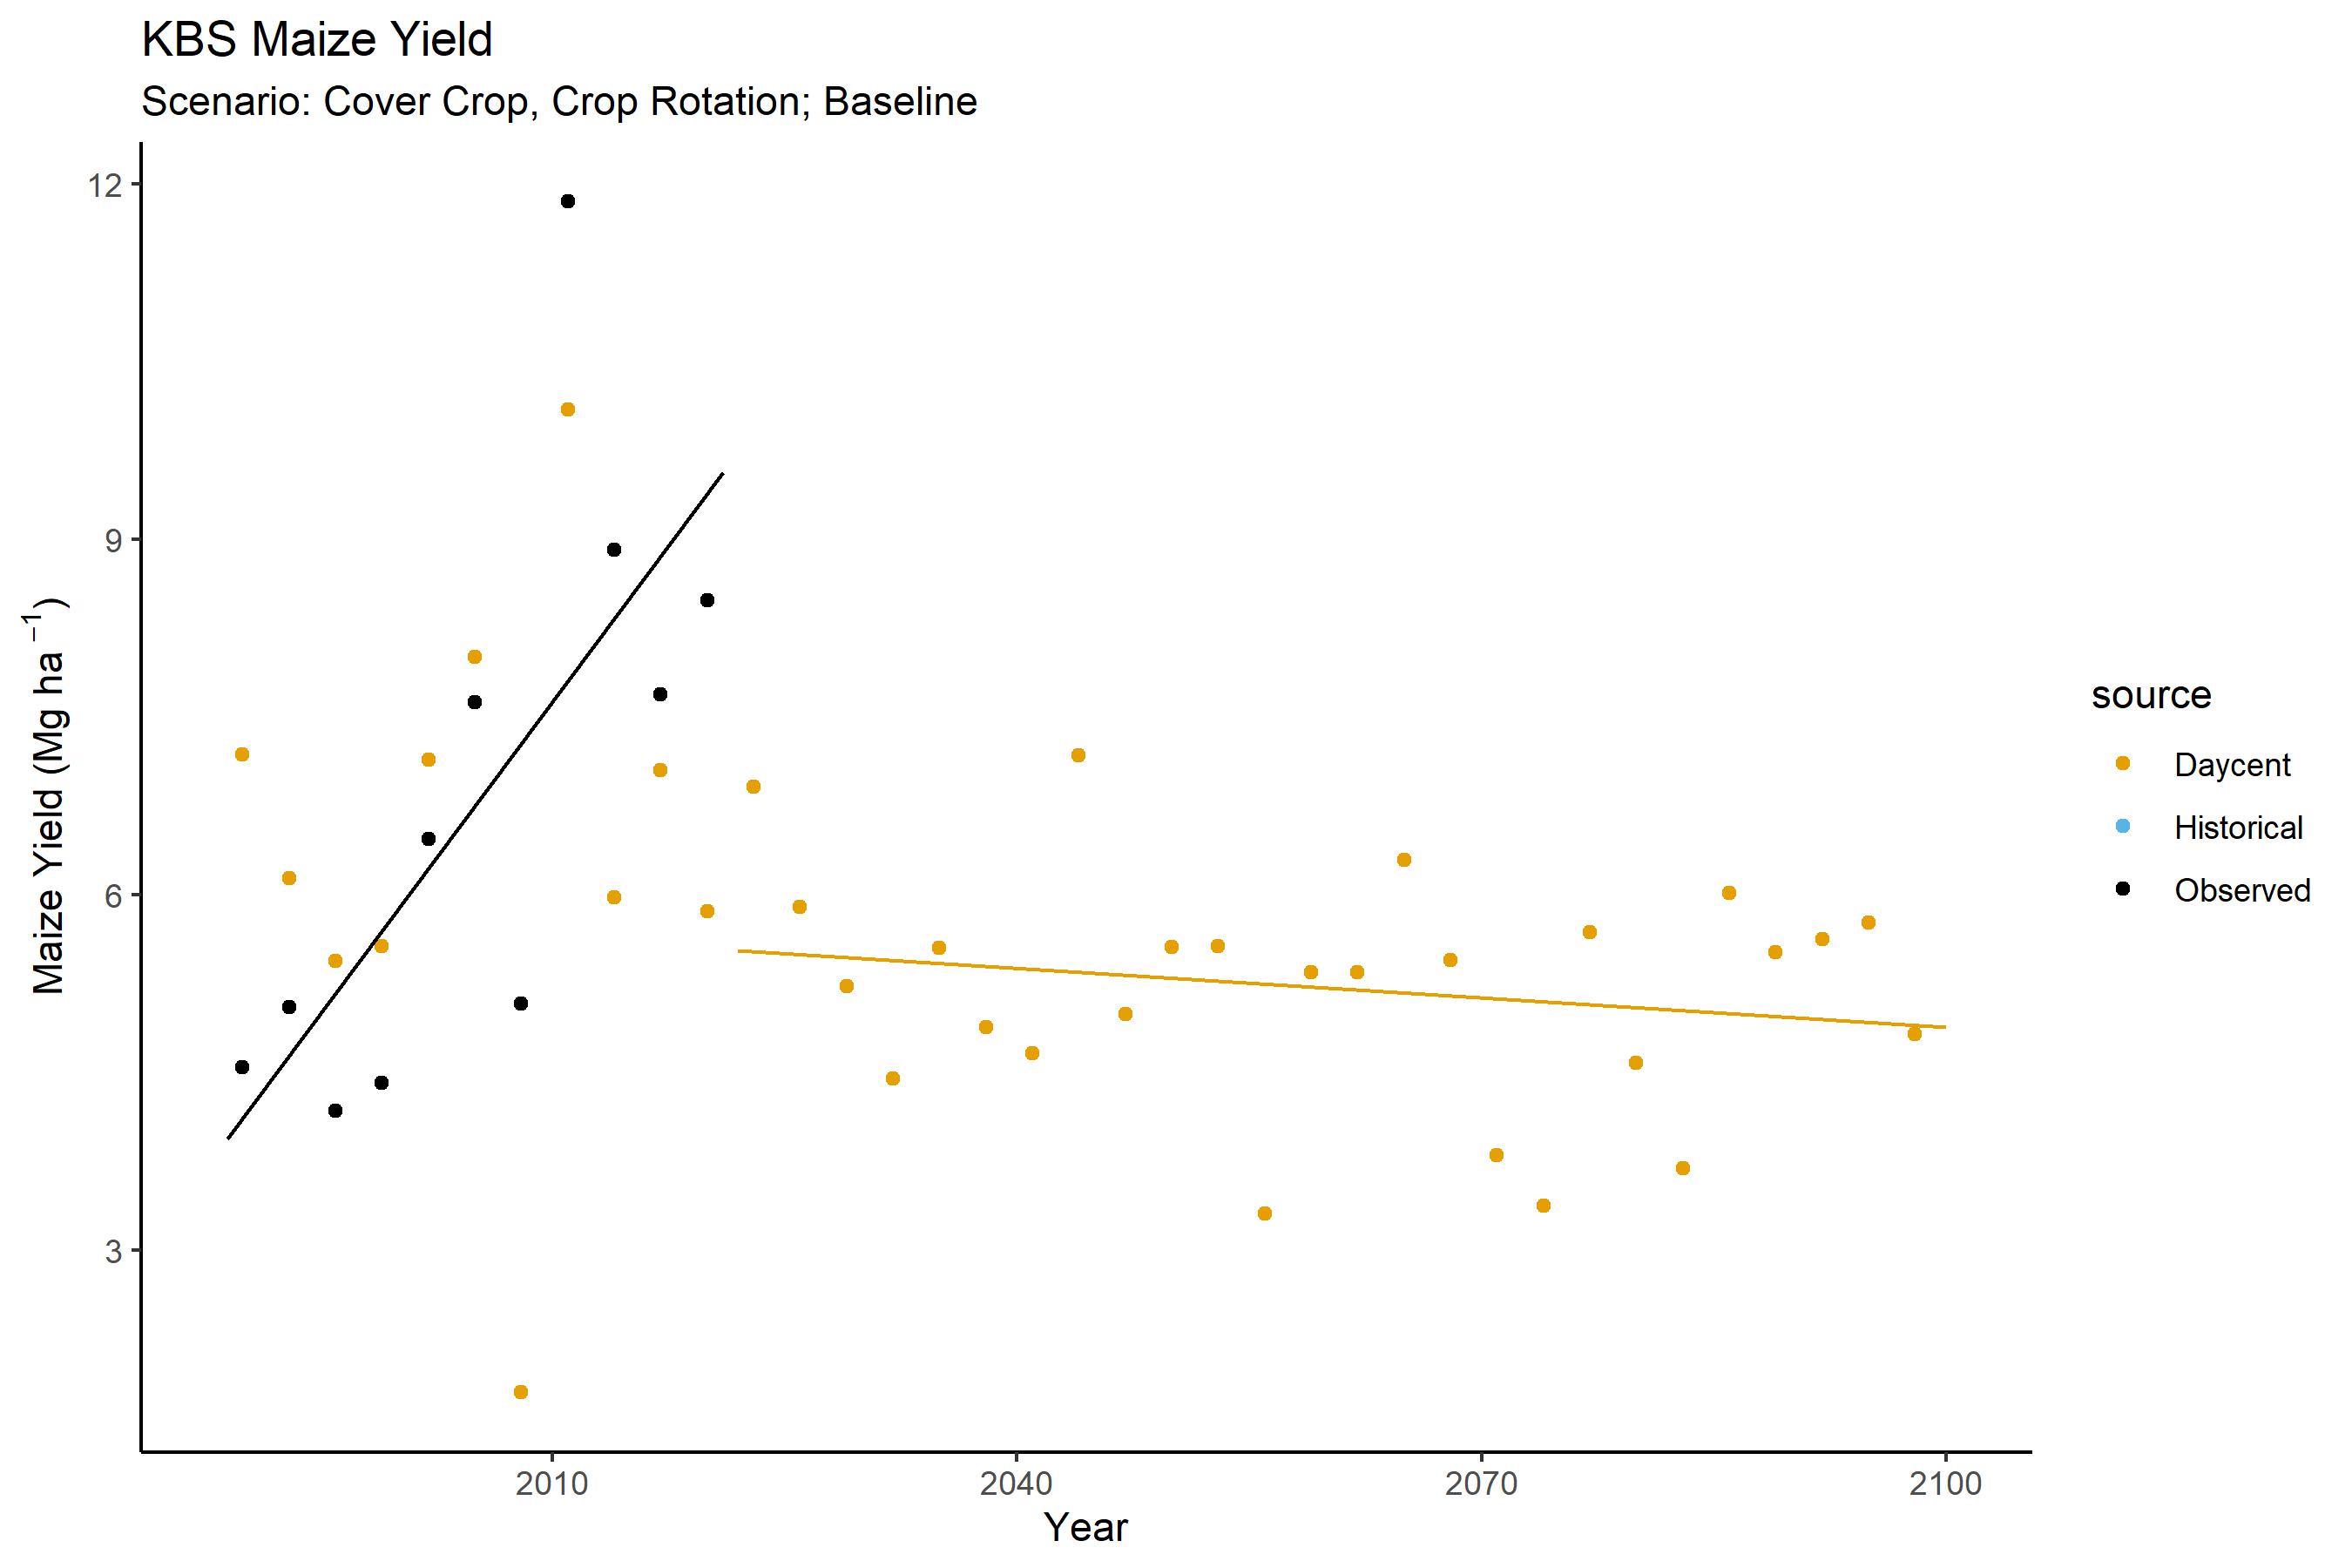 KBS Maize Yield
Scenario: Cover Crop, Crop Rotation; Baseline
Maize Yield (Mg ha ⁻¹)
12
9
6
3
2010
2040
2070
2100
Year
source
Daycent
Historical
Observed